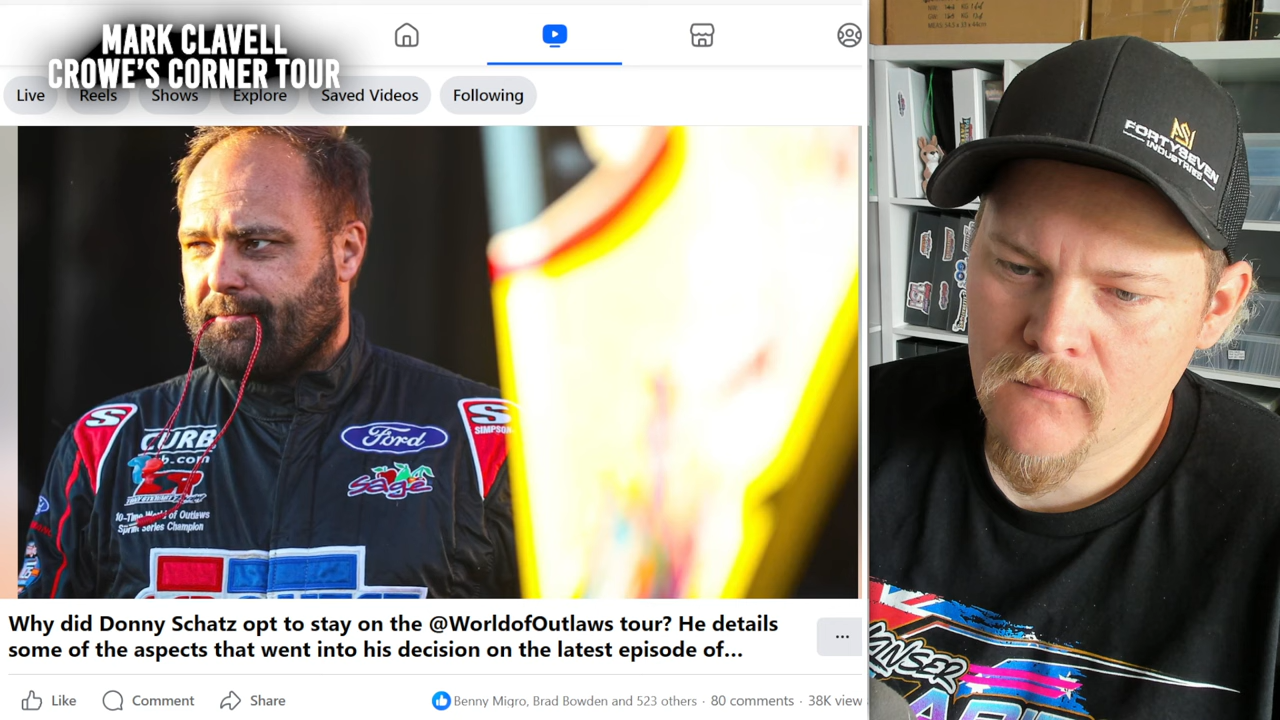 MARK CLAVELL
CROWE'S CORNER TOUR
Live
Reels
Shows
Explore
Saved Videos
Following
CURB
b.com
10-Time World of Outlaws
Sprint Series Champion
Ford
Sage
S
S
SIMPSON
Why did Donny Schatz opt to stay on the @WorldofOutlaws tour? He details
some of the aspects that went into his decision on the latest episode of...
Like
Comment
Share
Benny Migro, Brad Bowden and 523 others · 80 comments · 38K view
FORTYSEVEN
INDUSTRIES
KINSER